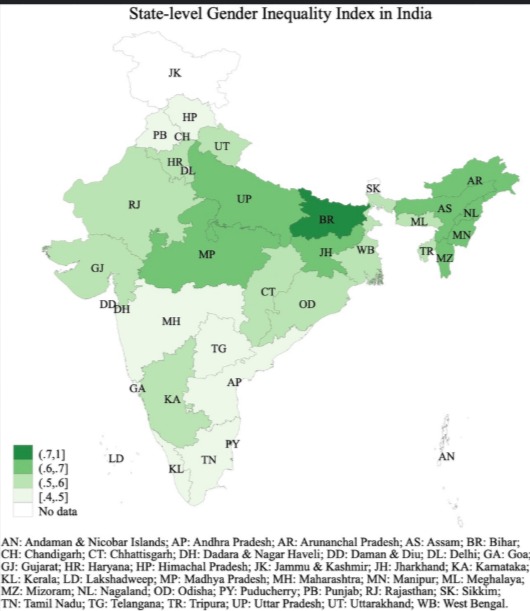 State-level Gender Inequality Index in India
JK
HP
PB CH
UT
HR
DL
RJ
UP
SK
AR
AS
NL
BR
ML
MN
GJ
MP
JH
WB
TR
MZ
CT
OD
DD
DH
MH
TG
GA
AP
KA
PY
LD
KL
TN
AN
(.7,1]
(.6,.7]
(.5,.6]
[.4,.5]
No data
AN: Andaman & Nicobar Islands; AP: Andhra Pradesh; AR: Arunanchal Pradesh; AS: Assam; BR: Bihar;
CH: Chandigarh; CT: Chhattisgarh; DH: Dadara & Nagar Haveli; DD: Daman & Diu; DL: Delhi; GA: Goa;
GJ: Gujarat; HR: Haryana; HP: Himachal Pradesh; JK: Jammu & Kashmir; JH: Jharkhand; KA: Karnataka;
KL: Kerala; LD: Lakshadweep; MP: Madhya Pradesh; MH: Maharashtra; MN: Manipur; ML: Meghalaya;
MZ: Mizoram; NL: Nagaland; OD: Odisha; PY: Puducherry; PB: Punjab; RJ: Rajasthan; SK: Sikkim;
TN: Tamil Nadu; TG: Telangana; TR: Tripura; UP: Uttar Pradesh; UT: Uttarakhand; WB: West Bengal.